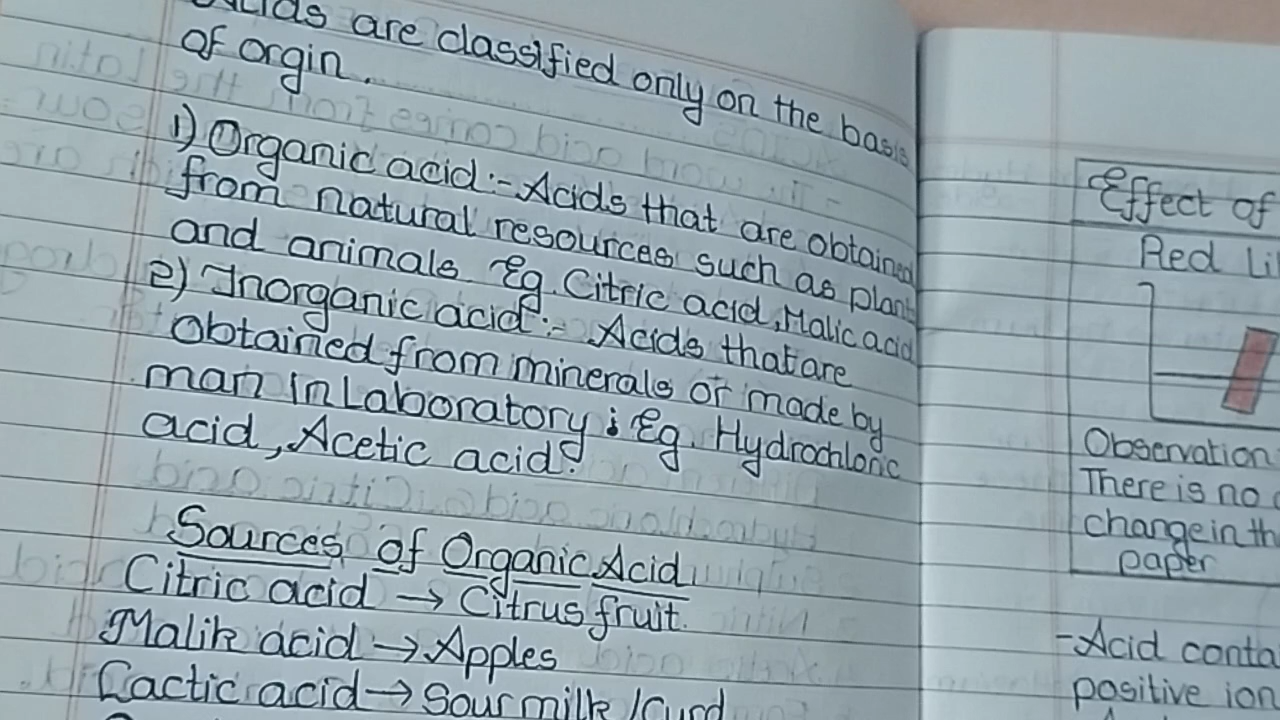 Acids are classified only on the basis
of orgin.
1) Organic acid :- Acids that are obtained
from natural resources such as plant
and animals Eg. Citric acid, Malic acid
2) Inorganic acid :- Acids that are
obtained from minerals or made by
man in Laboratory ; Eg. Hydrochloric
acid, Acetic acid.
Sources of Organic Acid
Citric acid → Citrus fruit.
Malik acid → Apples
Lactic acid → Sour milk /Curd
Effect of
Red Li
Observation
There is no
change in th
paper
-Acid conta
positive ion